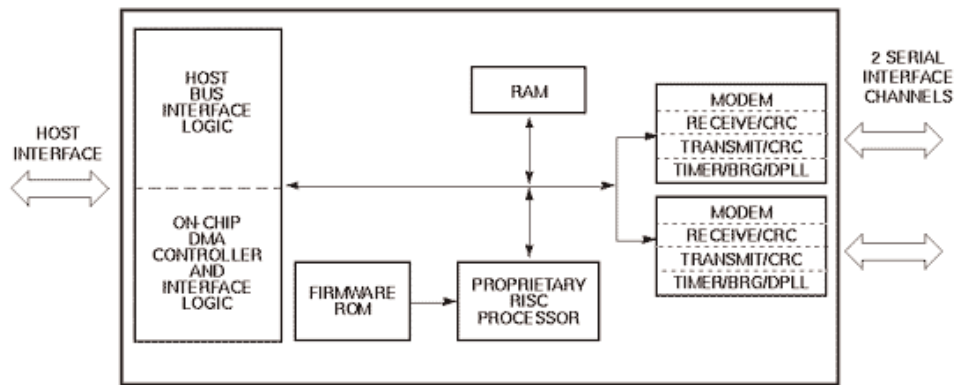 HOST
INTERFACE
HOST
BUS
INTERFACE
LOGIC
ON-CHIP
DMA
CONTROLLER
AND
INTERFACE
LOGIC
RAM
FIRMWARE
ROM
PROPRIETARY
RISC
PROCESSOR
MODEM
RECEIVE/CRC
TRANSMIT/CRC
TIMER/BRG/DPLL
MODEM
RECEIVE/CRC
TRANSMIT/CRC
TIMER/BRG/DPLL
2 SERIAL
INTERFACE
CHANNELS